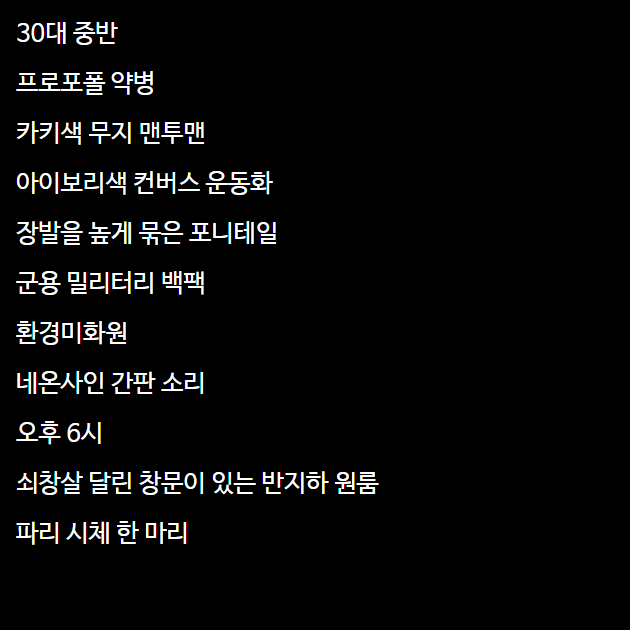 30대 중반
프로포폴 약병
카키색 무지 맨투맨
아이보리색 컨버스 운동화
장발을 높게 묶은 포니테일
군용 밀리터리 백팩
환경미화원
네온사인 간판 소리
오후 6시
쇠창살 달린 창문이 있는 반지하 원룸
파리 시체 한 마리